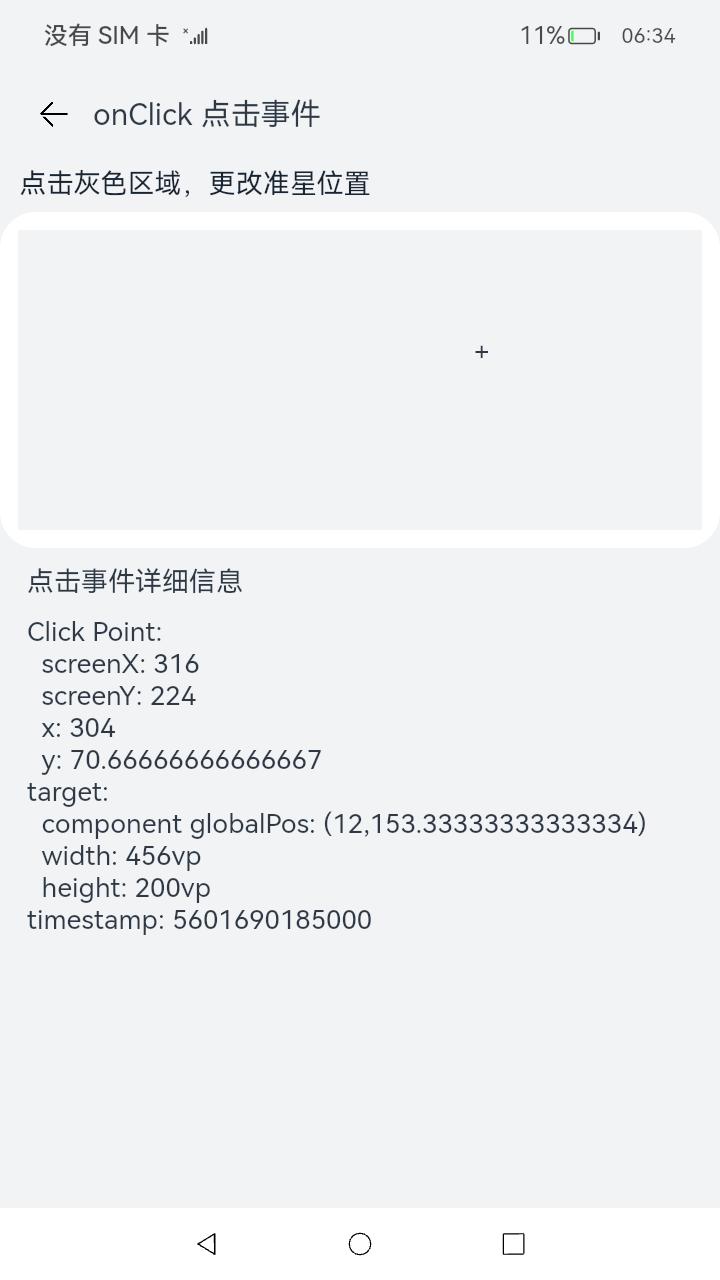 没有 SIM 卡 11% 06:34
onClick 点击事件
点击灰色区域，更改准星位置
+
点击事件详细信息
Click Point:
screenX: 316
screenY: 224
x: 304
y: 70.66666666666667
target:
component globalPos: (12,153.33333333333334)
width: 456vp
height: 200vp
timestamp: 5601690185000